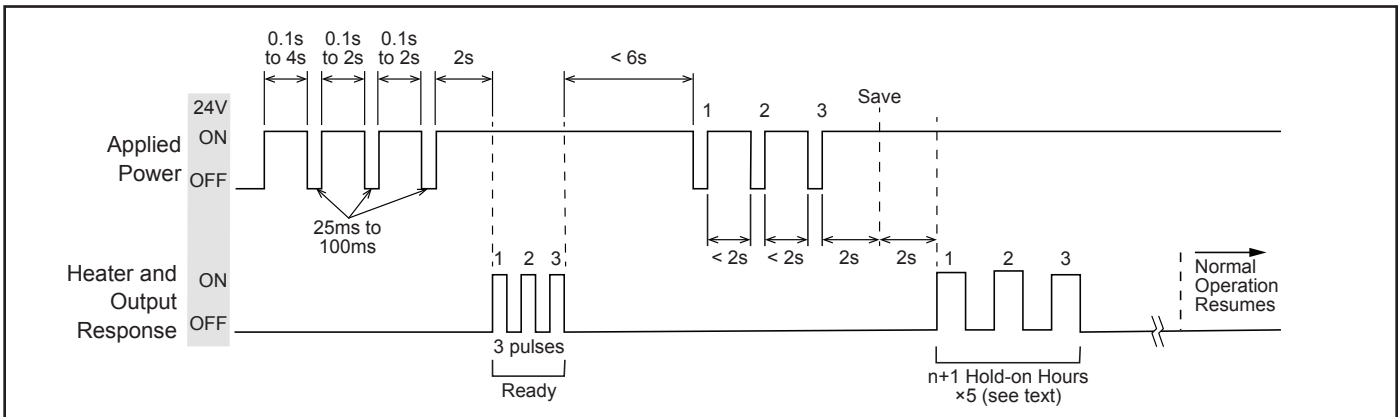 0.1s
to 4s
0.1s
to 2s
0.1s
to 2s
2s
< 6s
24V
1
2
3
Save
Applied
Power
ON
OFF
25ms to
100ms
< 2s
< 2s
2s
2s
Heater and
Output
Response
ON
OFF
1
2
3
3 pulses
Ready
1
2
3
n+1 Hold-on Hours
×5 (see text)
Normal
Operation
Resumes